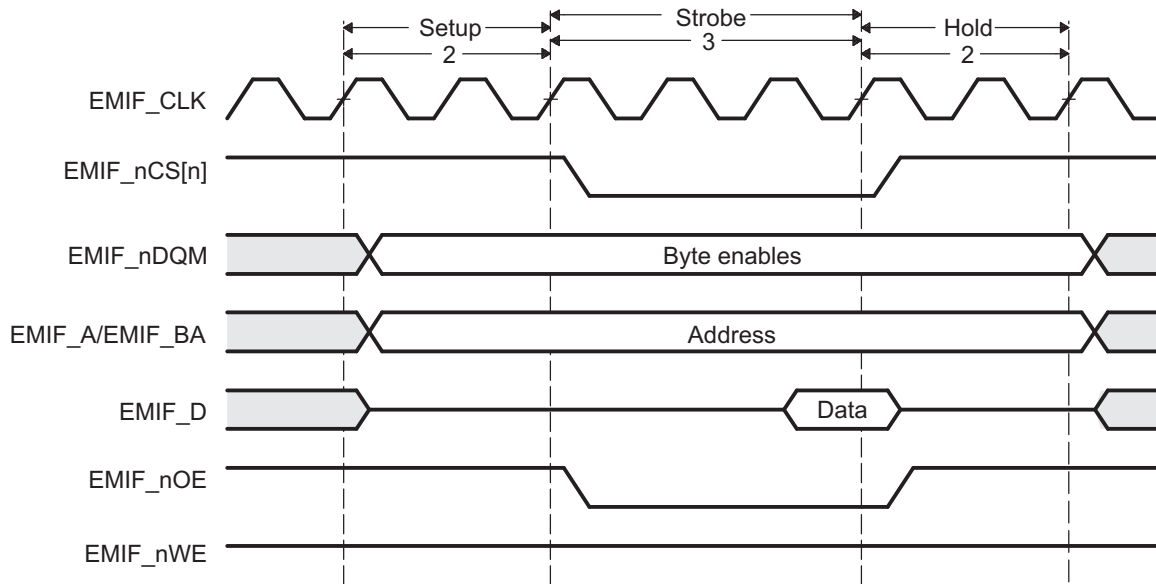 Setup Strobe Hold
2 3 2
EMIF_CLK
EMIF_nCS[n]
EMIF_nDQM Byte enables
EMIF_A/EMIF_BA Address
EMIF_D Data
EMIF_nOE
EMIF_nWE